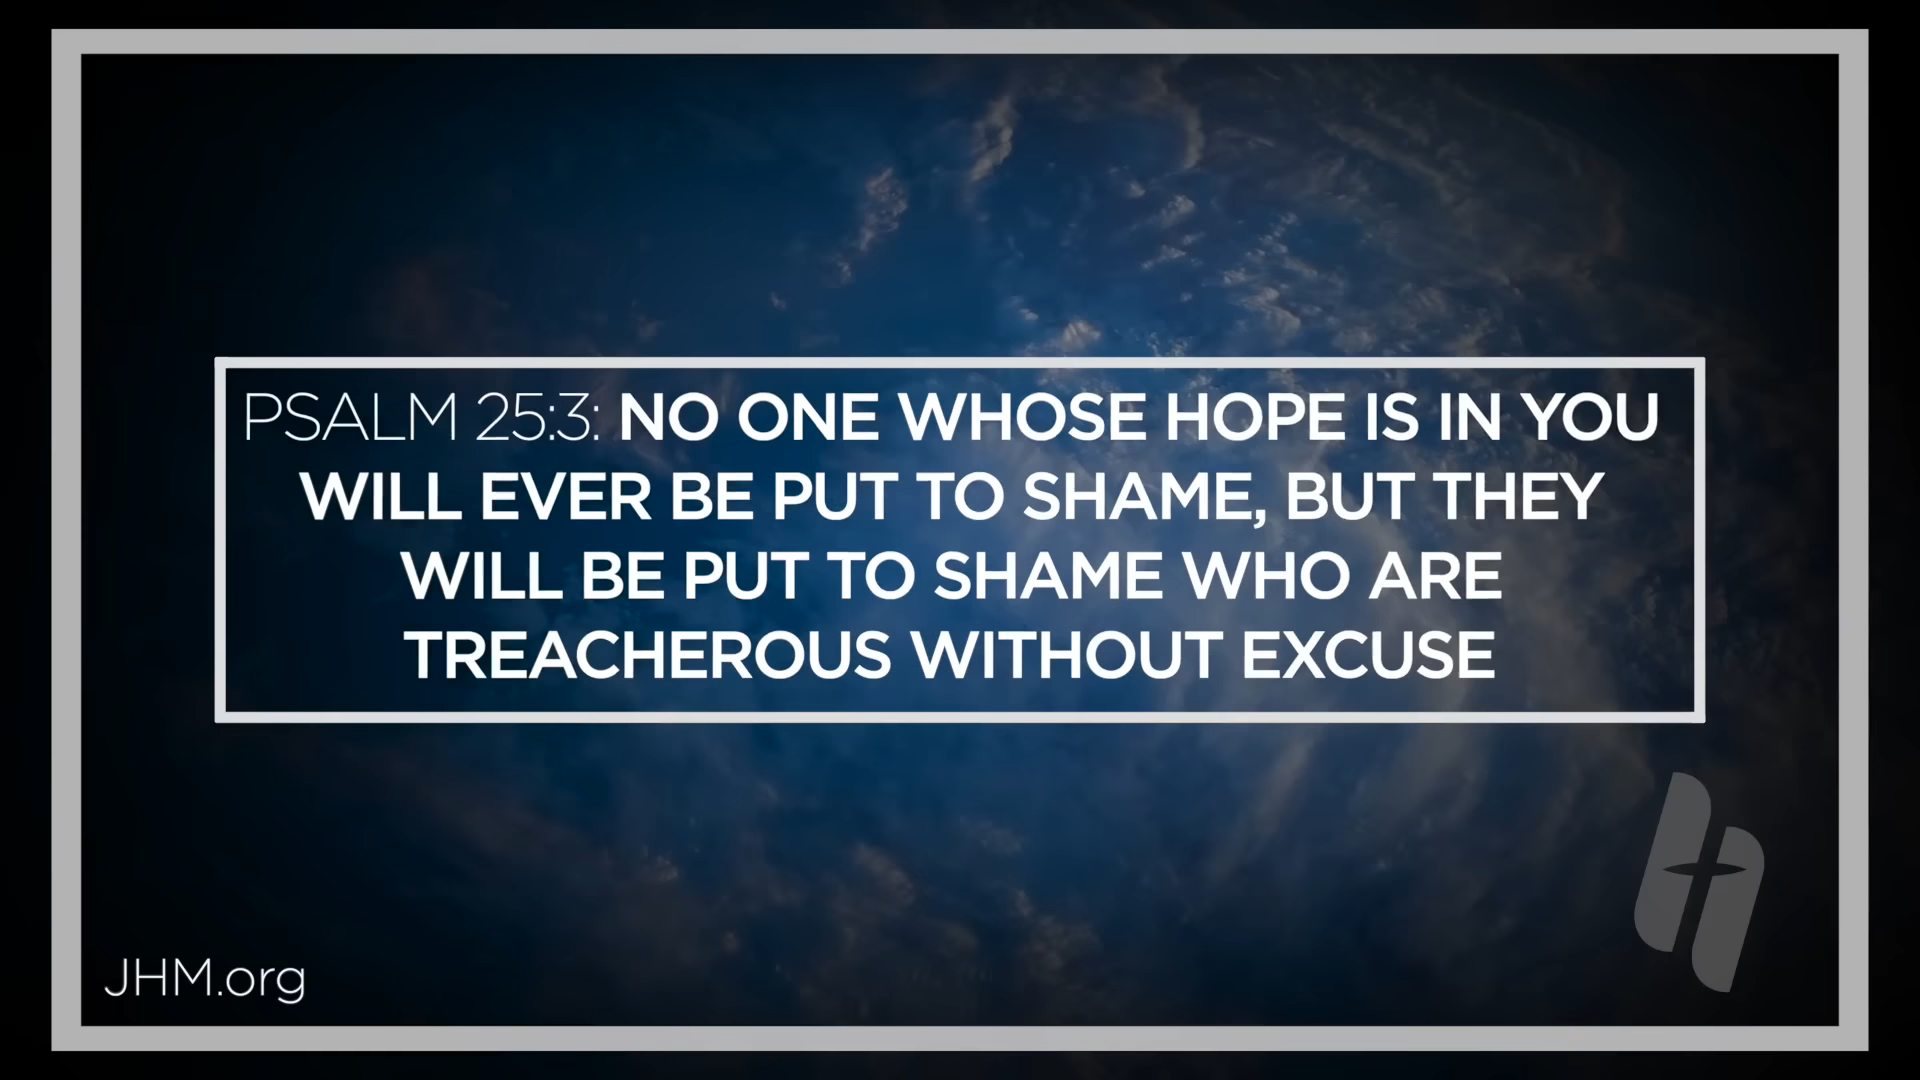 PSALM 25:3: NO ONE WHOSE HOPE IS IN YOU
WILL EVER BE PUT TO SHAME, BUT THEY
WILL BE PUT TO SHAME WHO ARE
TREACHEROUS WITHOUT EXCUSE
JHM.org